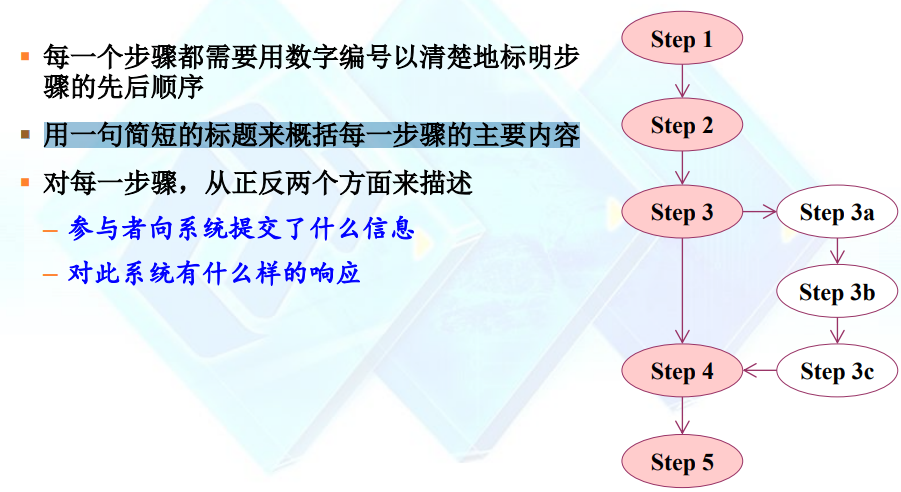 每一个步骤都需要用数字编号以清楚地标明步
骤的先后顺序
用一句简短的标题来概括每一步骤的主要内容
对每一步骤，从正反两个方面来描述
– 参与者向系统提交了什么信息
– 对此系统有什么样的响应
Step 1
Step 2
Step 3
Step 3a
Step 3b
Step 4
Step 3c
Step 5